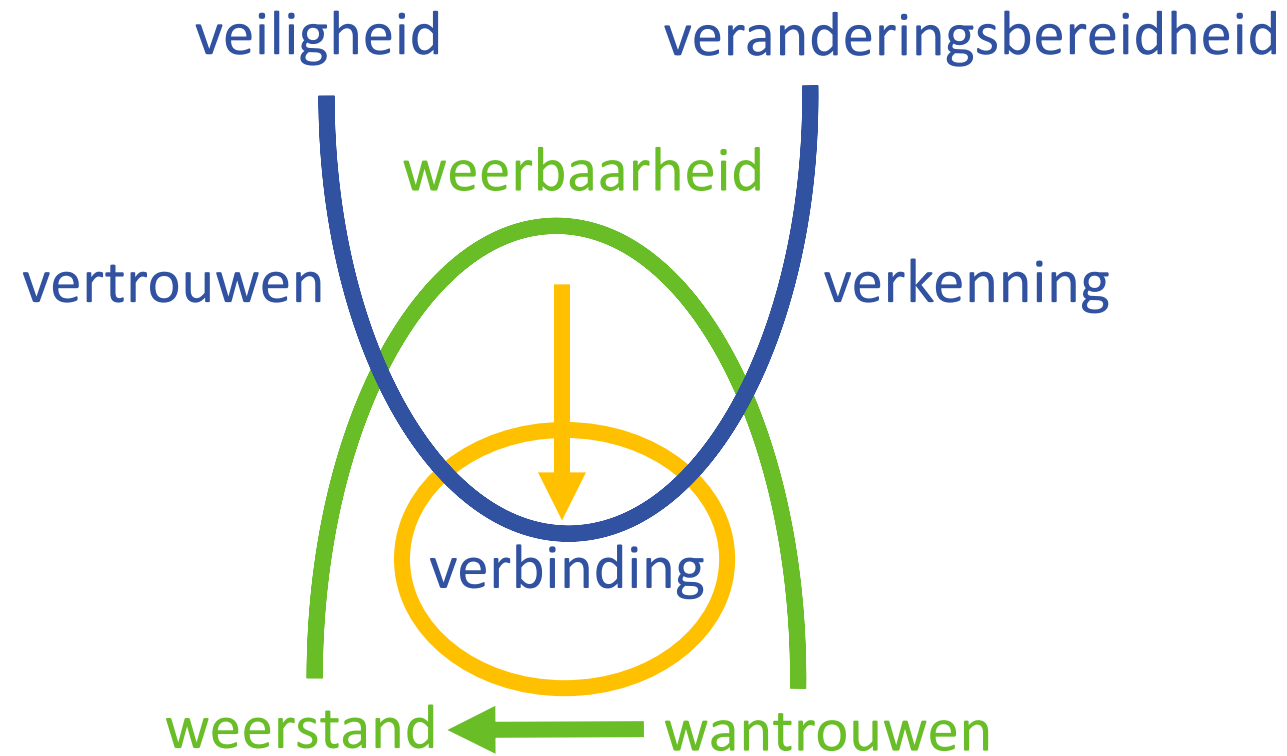 veiligheid
veranderingsbereidheid
weerbaarheid
vertrouwen
verkenning
verbinding
weerstand
wantrouwen